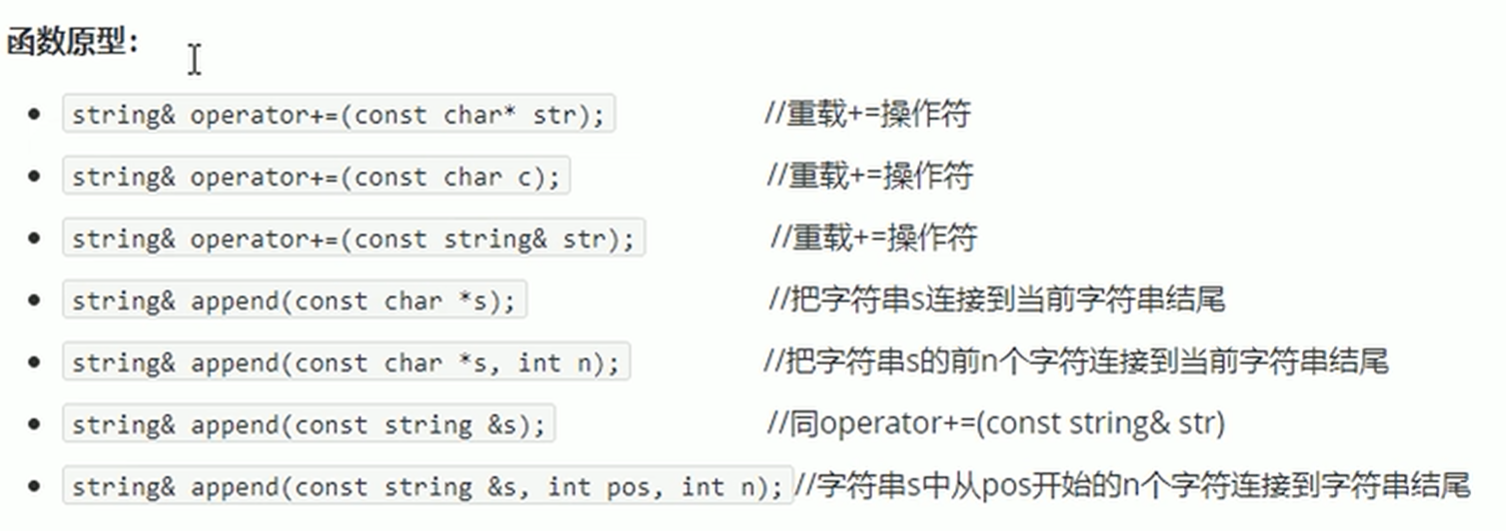 函数原型：
string& operator+=(const char* str); //重载+=操作符
string& operator+=(const char c); //重载+=操作符
string& operator+=(const string& str); //重载+=操作符
string& append(const char *s); //把字符串s连接到当前字符串结尾
string& append(const char *s, int n); //把字符串s的前n个字符连接到当前字符串结尾
string& append(const string &s); //同operator+=(const string& str)
string& append(const string &s, int pos, int n);//字符串s中从pos开始的n个字符连接到字符串结尾